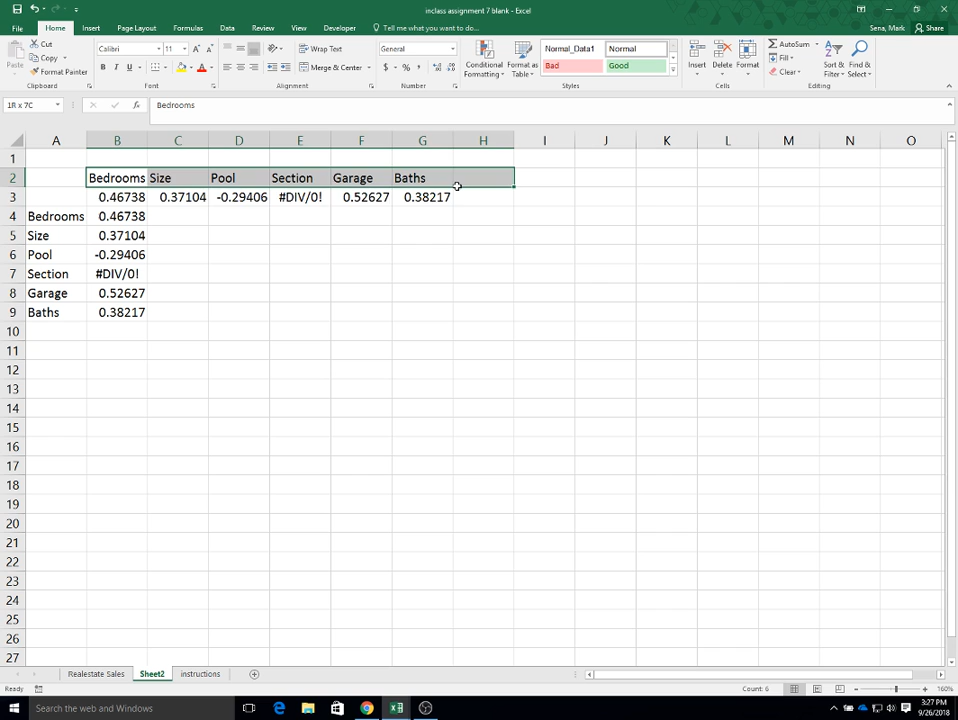 inclass assignment 7 blank - Excel
Sena, Mark Share
File Home Insert Page Layout Formulas Data Review View Developer Tell me what you want to do...
Paste Cut Copy Format Painter Clipboard
Calibri 11 B I U Font
Wrap Text Merge & Center Alignment
General $ % , Number
Conditional Formatting Format as Table Normal_Data1 Normal Bad Good Styles
Insert Delete Format Cells
AutoSum Fill Clear Sort & Filter Find & Select Editing
1R x 7C fx Bedrooms
A B C D E F G H I J K L M N O
1
2 Bedrooms Size Pool Section Garage Baths
3 0.46738 0.37104 -0.29406 #DIV/0! 0.52627 0.38217
4 Bedrooms 0.46738
5 Size 0.37104
6 Pool -0.29406
7 Section #DIV/0!
8 Garage 0.52627
9 Baths 0.38217
10
11
12
13
14
15
16
17
18
19
20
21
22
23
24
25
26
27
Realestate Sales Sheet2 instructions
Ready Count: 6 160%
Search the web and Windows
3:27 PM
9/26/2018